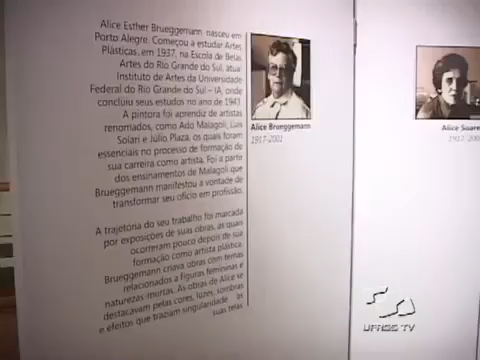 Alice Esther Brueggemann, nasceu em
Porto Alegre. Começou a estudar Artes
Plásticas, em 1937, na Escola de Belas
Artes do Rio Grande do Sul, atual
Instituto de Artes da Universidade
Federal do Rio Grande do Sul – IA, onde
concluiu seus estudos no ano de 1943.
A pintora foi aprendiz de artistas
renomados, como Ado Malagoli, Luis
Solari e Júlio Plaza, os quais foram
essenciais no processo de formação de
sua carreira como artista. Foi a partir
dos ensinamentos de Malagoli que
Brueggemann manifestou a vontade de
transformar seu ofício em profissão.
A trajetória do seu trabalho foi marcada
por exposições de suas obras, as quais
ocorreram pouco depois de sua
formação como artista plástica.
Brueggemann criava obras com temas
relacionados a figuras femininas e
naturezas-mortas. As obras de Alice se
destacavam pelas cores, luzes, sombras
e efeitos que traziam singularidade às
suas telas
Alice Brueggemann
1917-2001
Alice Soare
1917-200
UFRGS TV